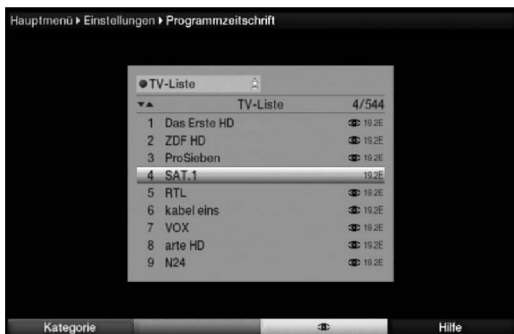 Hauptmenü Einstellungen Programmzeitschrift
TV-Liste
TV-Liste 4/544
1 Das Erste HD 19.2E
2 ZDF HD 19.2E
3 ProSieben 19.2E
4 SAT.1 19.2E
5 RTL 19.2E
6 kabel eins 19.2E
7 VOX 19.2E
8 arte HD 19.2E
9 N24 19.2E
Kategorie Hilfe